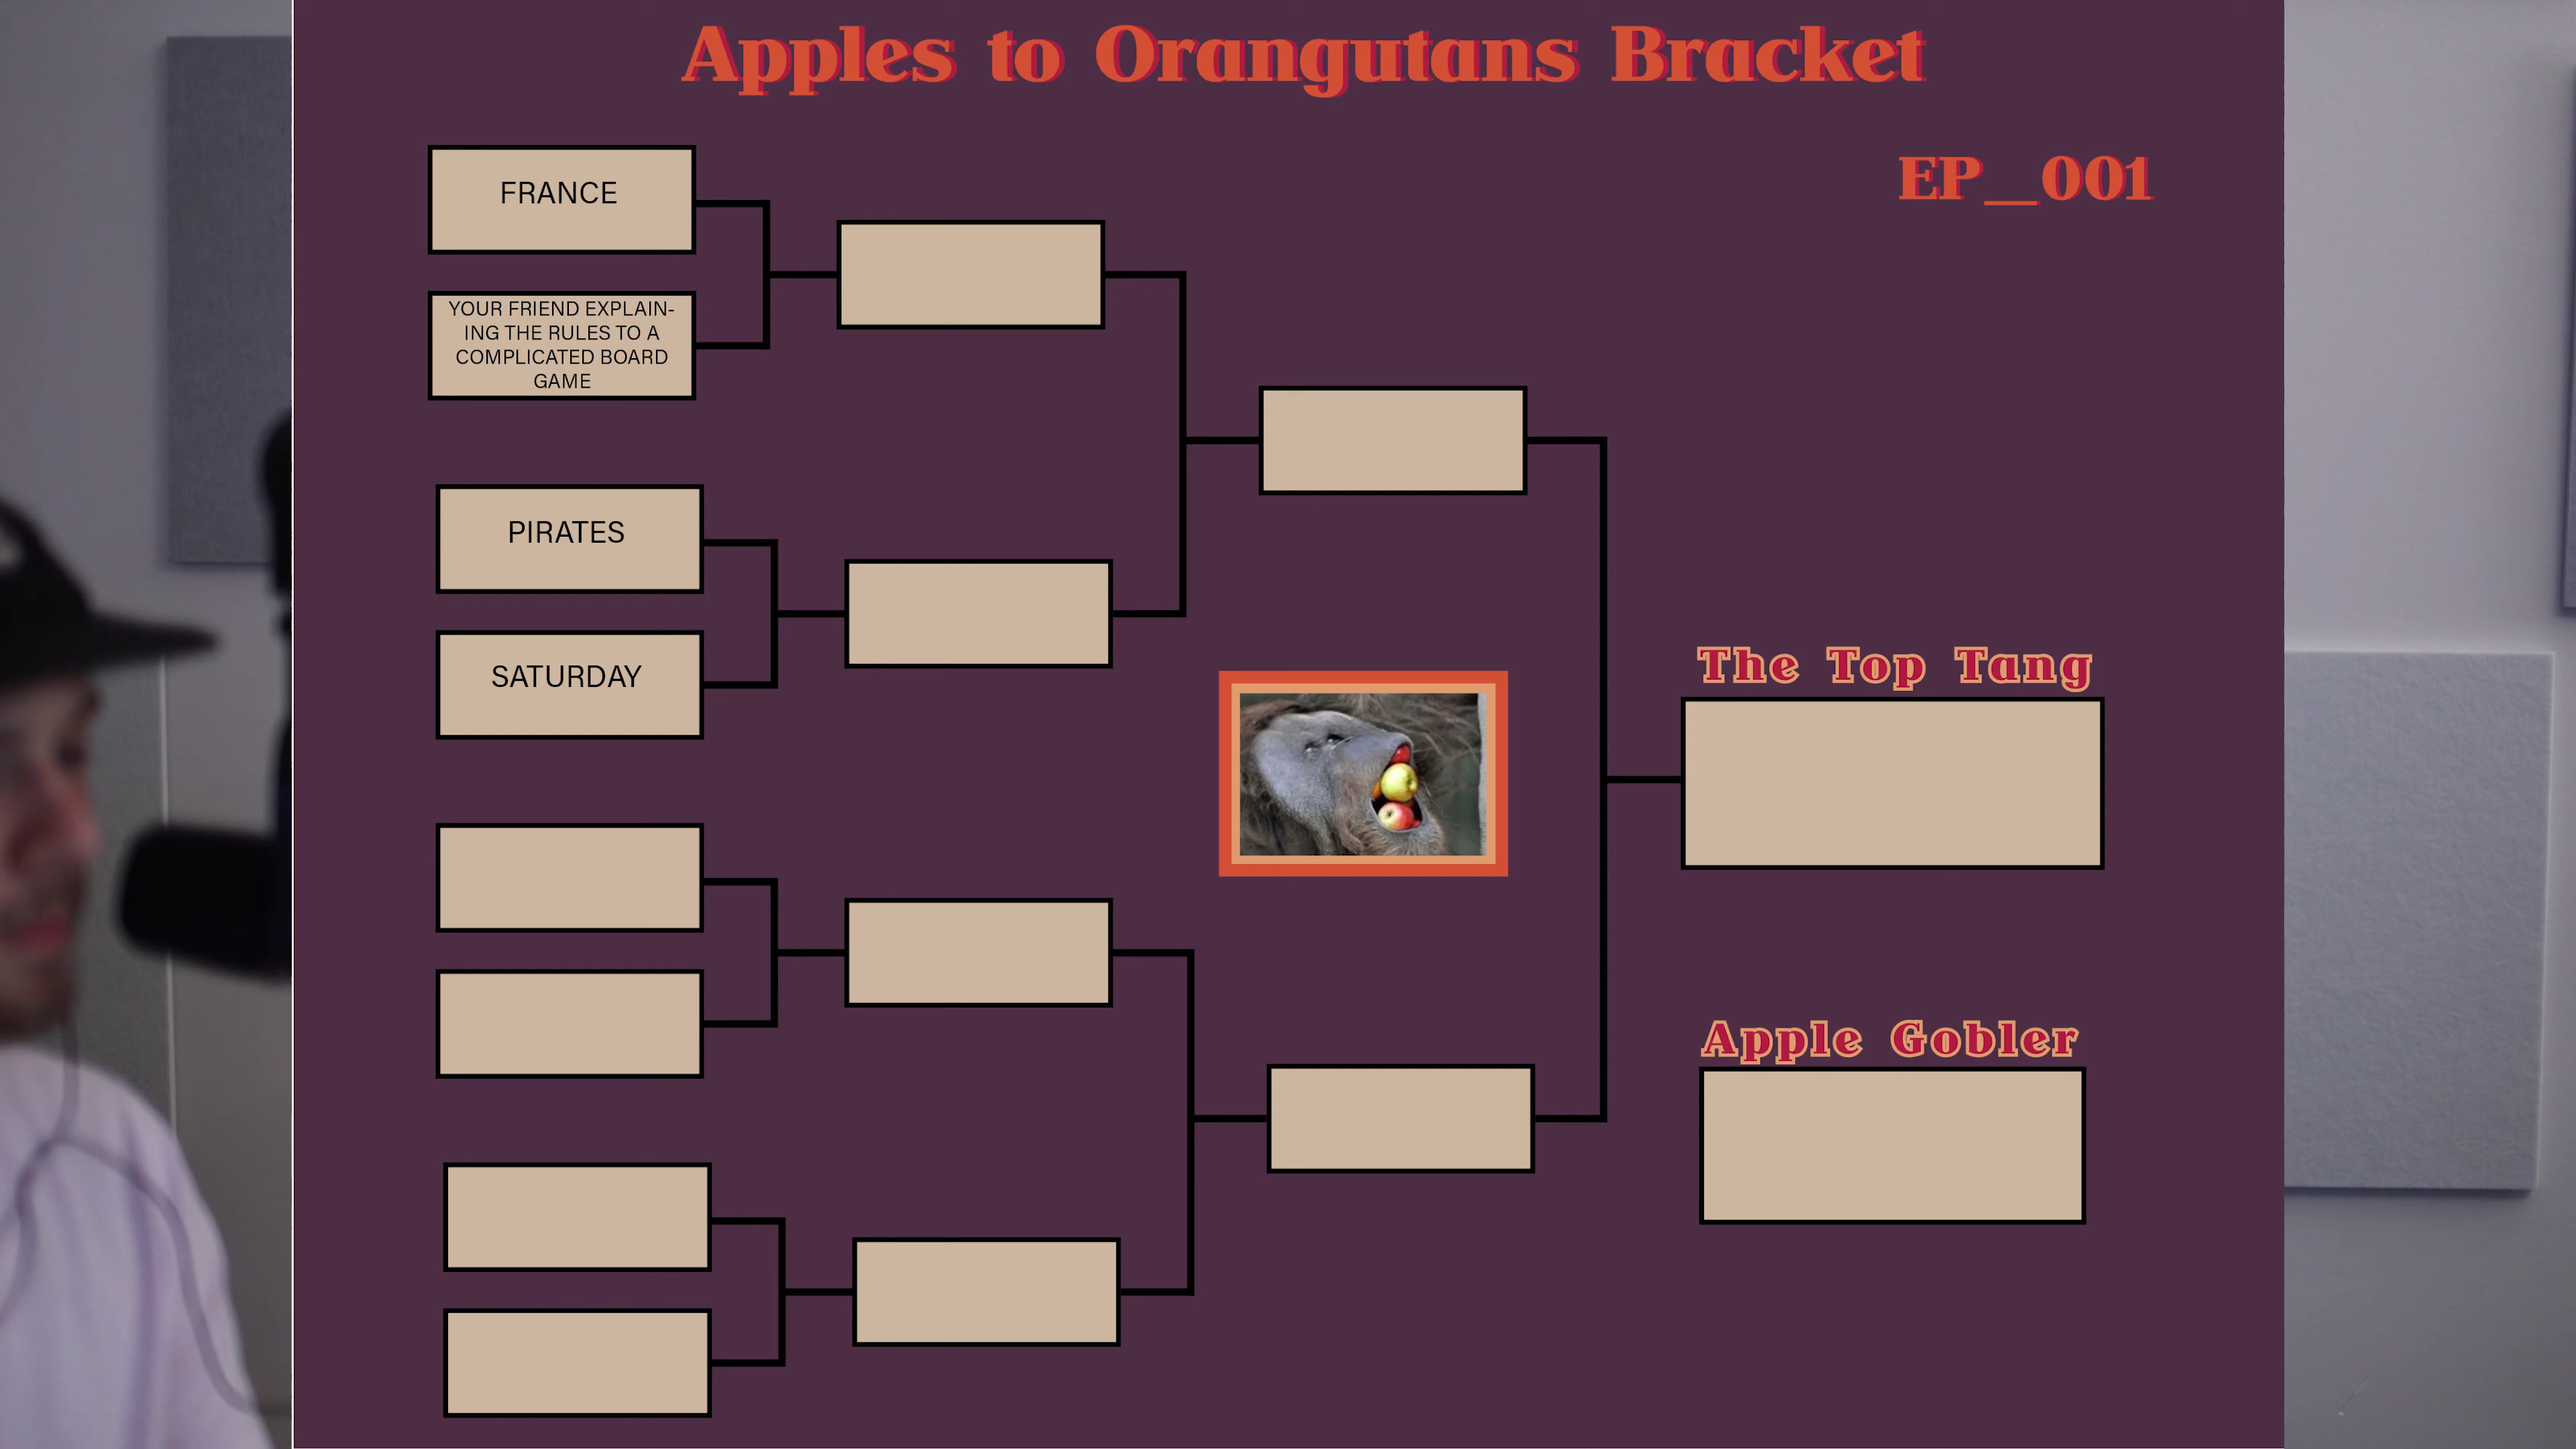 Apples to Orangutans Bracket
EP_001
FRANCE
YOUR FRIEND EXPLAIN-
ING THE RULES TO A
COMPLICATED BOARD
GAME
PIRATES
SATURDAY
The Top Tang
Apple Gobler